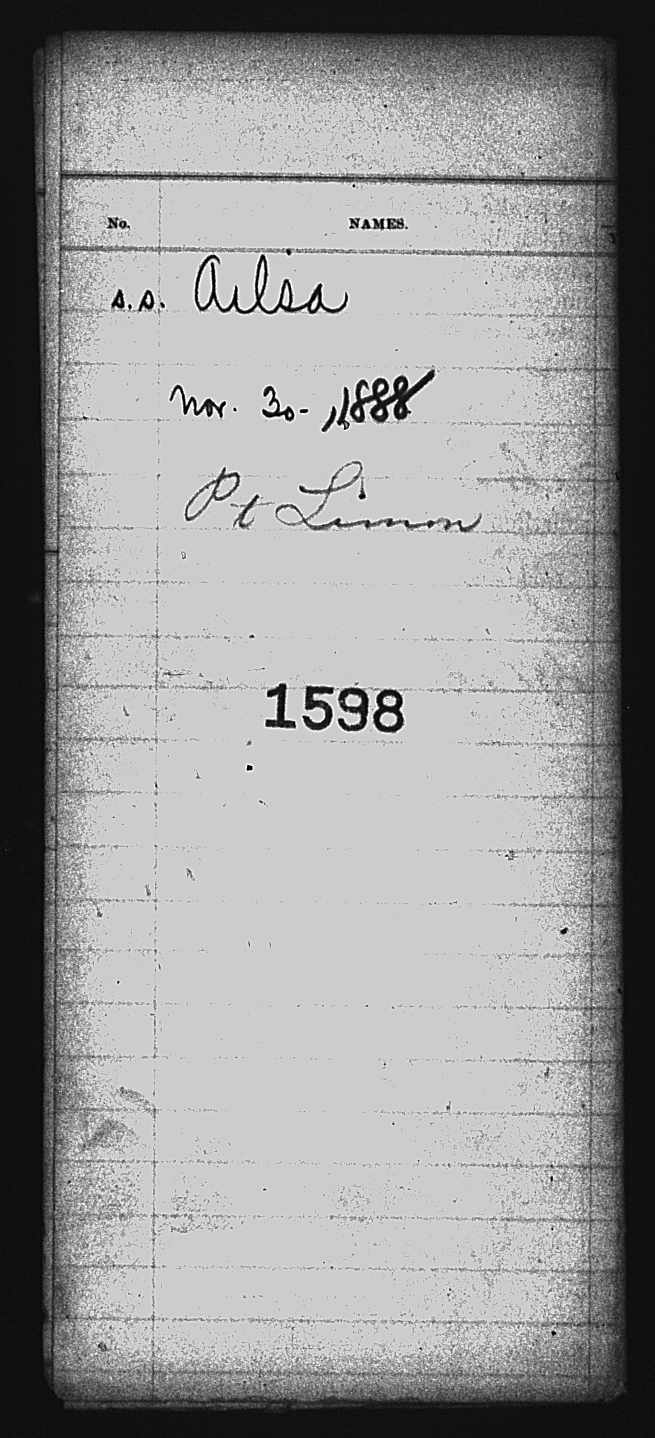 No. NAMES.
s.s. Ailsa
Nov. 30 - 1888
Pt Limon
1598